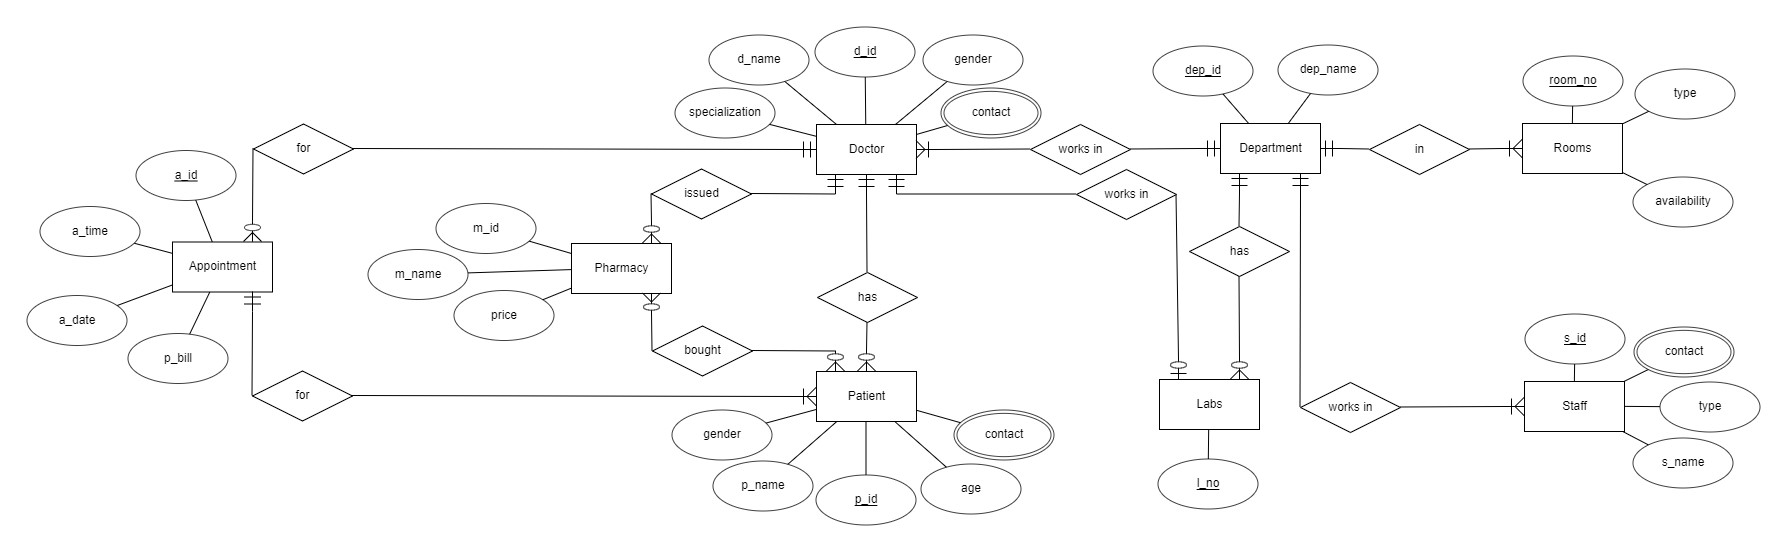 d_id
d_name
gender
dep_name
dep_id
room_no
type
specialization
contact
for
Doctor
works in
Department
in
Rooms
a_id
issued
works in
availability
a_time
m_id
has
Appointment
Pharmacy
m_name
has
price
a_date
s_id
bought
contact
p_bill
for
Patient
Labs
works in
Staff
type
gender
contact
s_name
p_name
p_id
age
l_no